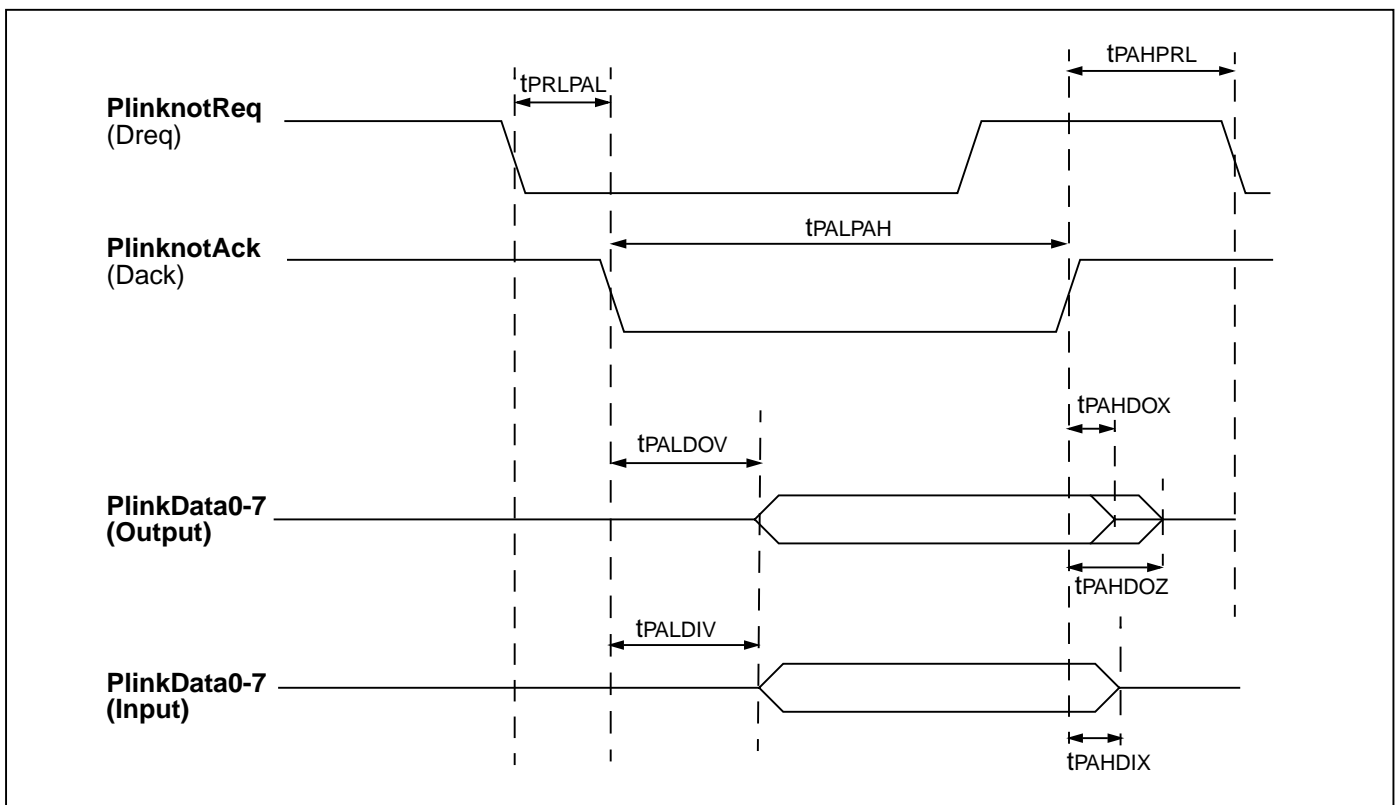 tPAHPRL
tPRLPAL
PlinknotReq
(Dreq)
tPALPAH
PlinknotAck
(Dack)
tPAHDOX
tPALDOV
PlinkData0-7
(Output)
tPAHDOZ
tPALDIV
PlinkData0-7
(Input)
tPAHDIX